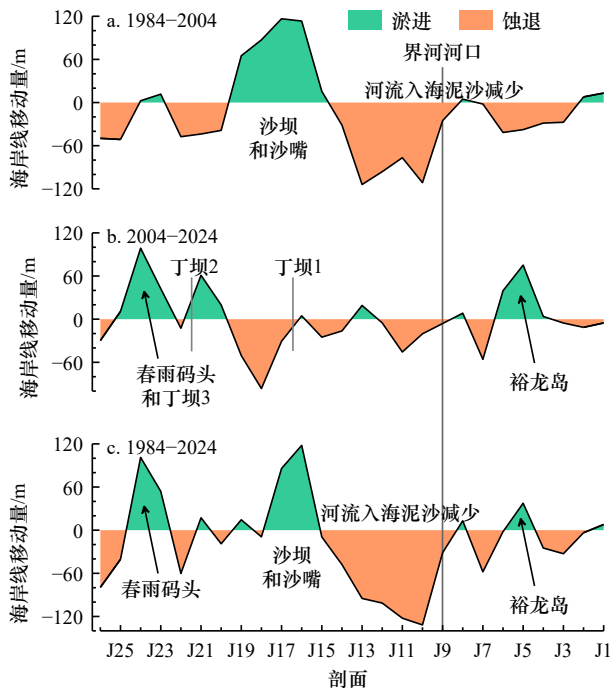 120
a. 1984−2004
淤进
蚀退
界河河口
60
河流入海泥沙减少
0
沙坝
和沙嘴
−60
−120
海岸线移动量/m
120
b. 2004−2024
丁坝2
丁坝1
60
0
春雨码头
和丁坝3
裕龙岛
−60
海岸线移动量/m
120
c. 1984−2024
60
河流入海泥沙减少
0
沙坝
和沙嘴
春雨码头
裕龙岛
−60
−120
海岸线移动量/m
J25 J23 J21 J19 J17 J15 J13 J11 J9 J7 J5 J3 J1
剖面